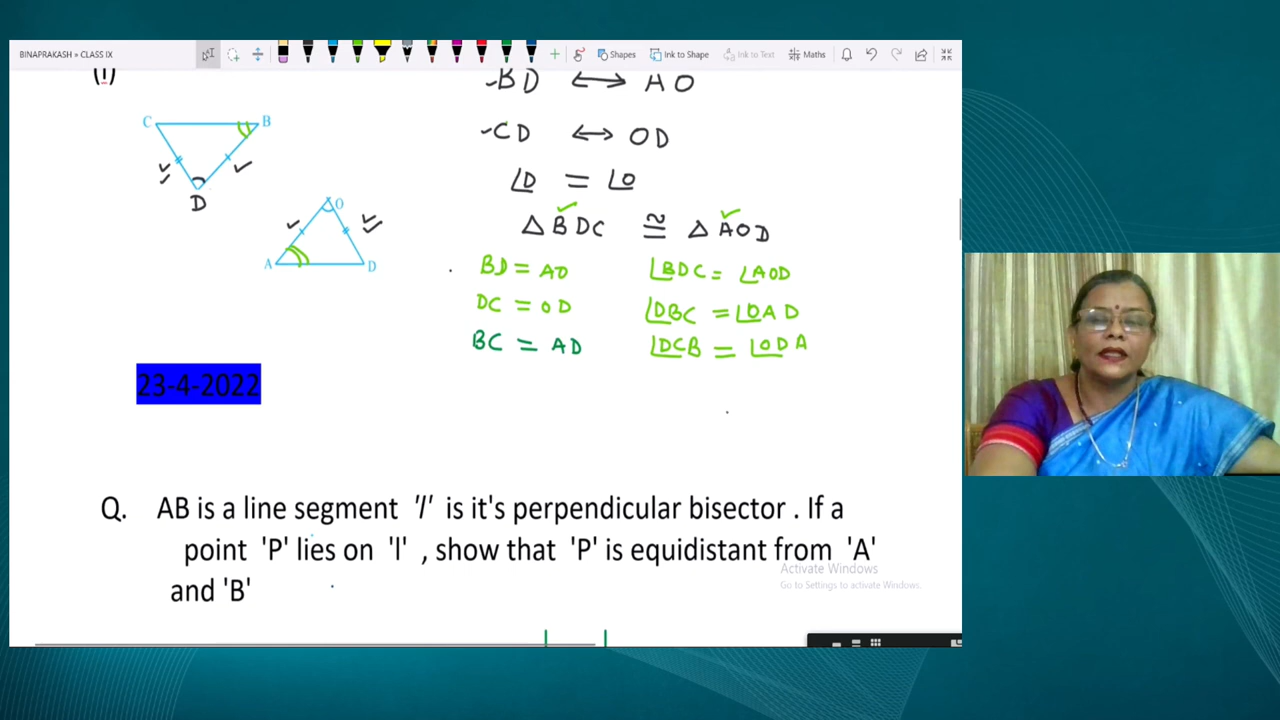 BINAPRAKASH » CLASS IX
Shapes
Ink to Shape
Ink to Text
Maths
(i)
BD ⟷ AO
CD ⟷ OD
∠D = ∠O
△ BDC ≅ △ AOD
C B
D
O
A D
BD = AO ∠BDC = ∠AOD
DC = OD ∠DBC = ∠OAD
BC = AD ∠DCB = ∠ODA
23-4-2022
Q. AB is a line segment 'l' is it's perpendicular bisector . If a
point 'P' lies on 'l' , show that 'P' is equidistant from 'A'
and 'B'
Activate Windows
Go to Settings to activate Windows.